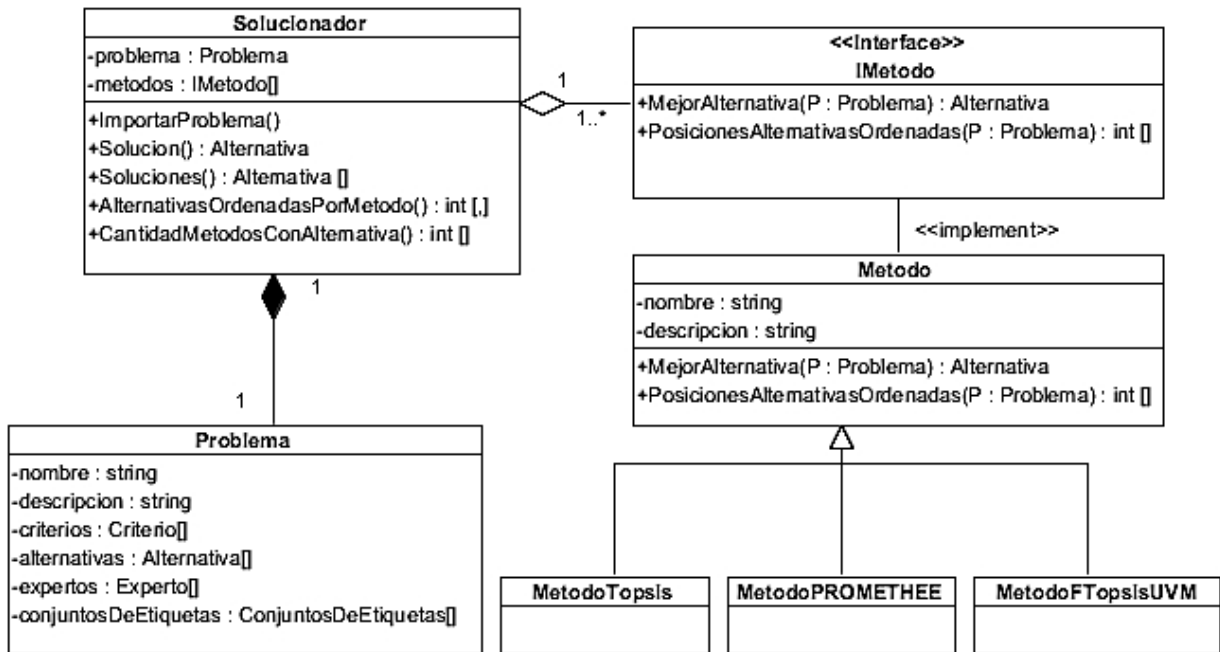 Solucionador
-problema : Problema
-metodos : IMetodo[]
+ImportarProblema()
+Solucion() : Alternativa
+Soluciones() : Alternativa []
+AlternativasOrdenadasPorMetodo() : int [,]
+CantidadMetodosConAlternativa() : int []
1
1..*
<<Interface>>
IMetodo
+MejorAlternativa(P : Problema) : Alternativa
+PosicionesAlternativasOrdenadas(P : Problema) : int []
<<implement>>
Metodo
-nombre : string
-descripcion : string
+MejorAlternativa(P : Problema) : Alternativa
+PosicionesAlternativasOrdenadas(P : Problema) : int []
1
1
Problema
-nombre : string
-descripcion : string
-criterios : Criterio[]
-alternativas : Alternativa[]
-expertos : Experto[]
-conjuntosDeEtiquetas : ConjuntosDeEtiquetas[]
MetodoTopsis
MetodoPROMETHEE
MetodoFTopsisUVM